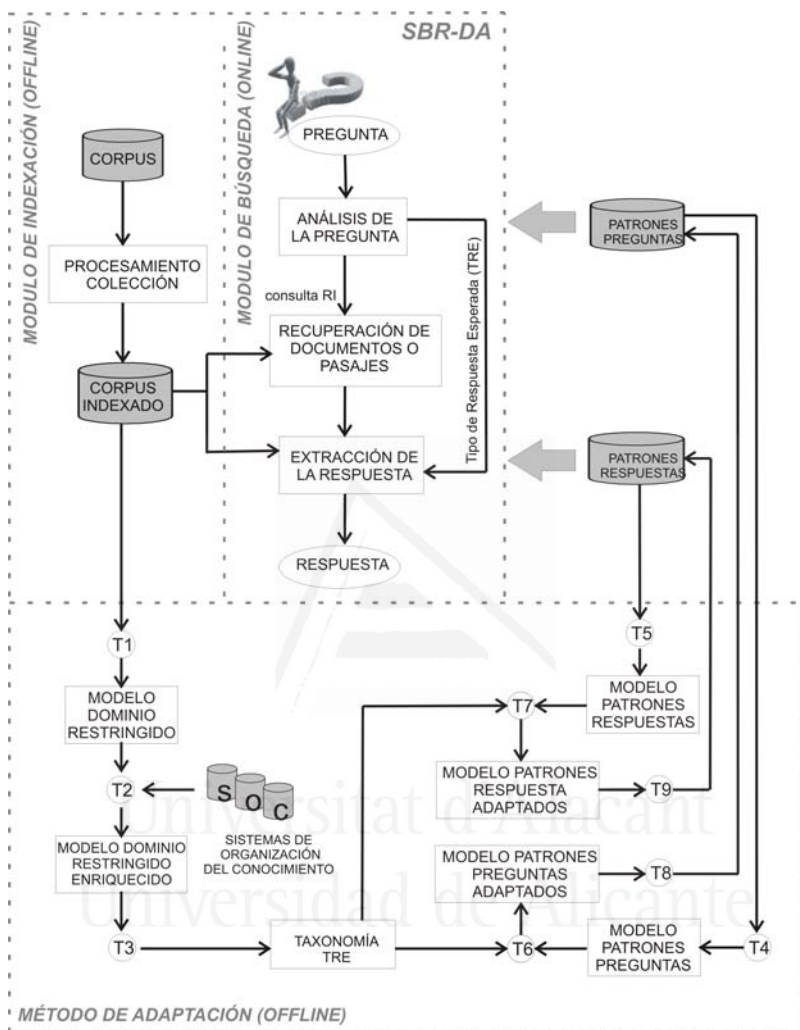 SBR-DA
MODULO DE INDEXACIÓN (OFFLINE)
MODULO DE BÚSQUEDA (ONLINE)
CORPUS
PROCESAMIENTO
COLECCIÓN
CORPUS
INDEXADO
PREGUNTA
ANÁLISIS DE
LA PREGUNTA
consulta RI
RECUPERACIÓN DE
DOCUMENTOS O
PASAJES
Tipo de Respuesta Esperada (TRE)
EXTRACCIÓN DE
LA RESPUESTA
RESPUESTA
PATRONES
PREGUNTAS
PATRONES
RESPUESTAS
T1
MODELO
DOMINIO
RESTRINGIDO
T2
S O C
SISTEMAS DE
ORGANIZACIÓN
DEL CONOCIMIENTO
MODELO DOMINIO
RESTRINGIDO
ENRIQUECIDO
T3
TAXONOMÍA
TRE
T5
MODELO
PATRONES
RESPUESTAS
T7
MODELO PATRONES
RESPUESTA
ADAPTADOS
T9
MODELO PATRONES
PREGUNTAS
ADAPTADOS
T8
T6
MODELO
PATRONES
PREGUNTAS
T4
Universitat d'Alacant
Universidad de Alicante
MÉTODO DE ADAPTACIÓN (OFFLINE)